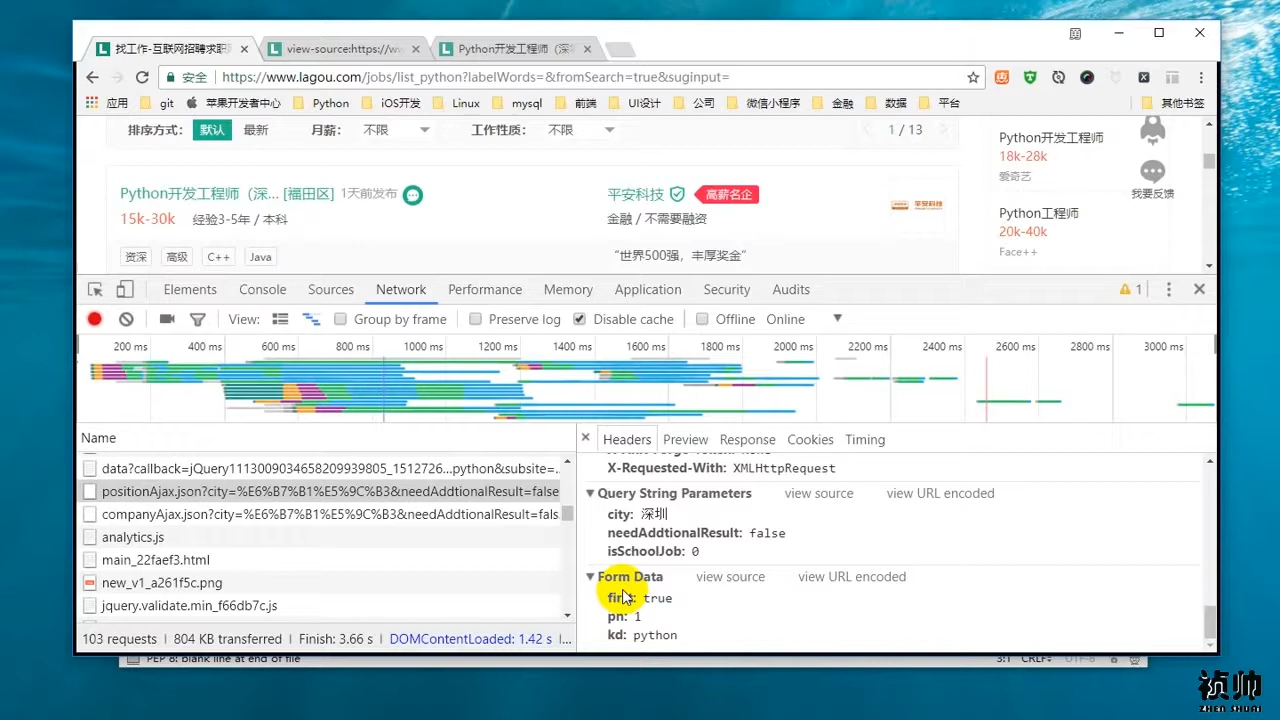 找工作-互联网招聘求职
view-source:https://ww
Python开发工程师（深
安全 https://www.lagou.com/jobs/list_python?labelWords=&fromSearch=true&suginput=
应用 git 苹果开发者中心 Python iOS开发 Linux mysql 前端 UI设计 公司 微信小程序 金融 数据 平台 其他书签
排序方式： 默认 最新 月薪： 不限 工作性质： 不限 1 / 13
Python开发工程师（深... [福田区] 1天前发布
15k-30k 经验3-5年 / 本科
资深 高级 C++ Java
平安科技 高薪名企
金融 / 不需要融资
“世界500强，丰厚奖金”
平安科技
Python开发工程师
18k-28k
爱奇艺
Python工程师
20k-40k
Face++
我要反馈
Elements Console Sources Network Performance Memory Application Security Audits 1
View: Group by frame Preserve log Disable cache Offline Online
200 ms 400 ms 600 ms 800 ms 1000 ms 1200 ms 1400 ms 1600 ms 1800 ms 2000 ms 2200 ms 2400 ms 2600 ms 2800 ms 3000 ms
Name
data?callback=jQuery1113009034658209939805_1512726...python&subsite=...
positionAjax.json?city=%E6%B7%B1%E5%9C%B3&needAddtionalResult=false
companyAjax.json?city=%E6%B7%B1%E5%9C%B3&needAddtionalResult=fals
analytics.js
main_22faef3.html
new_v1_a261f5c.png
jquery.validate.min_f66db7c.js
103 requests | 804 KB transferred | Finish: 3.66 s | DOMContentLoaded: 1.42 s |...
Headers Preview Response Cookies Timing
X-Requested-With: XMLHttpRequest
Query String Parameters view source view URL encoded
city: 深圳
needAddtionalResult: false
isSchoolJob: 0
Form Data view source view URL encoded
first: true
pn: 1
kd: python
PEP 8: blank line at end of file 3:1 CRLF UTF-8
祯帅
ZHEN SHUAI